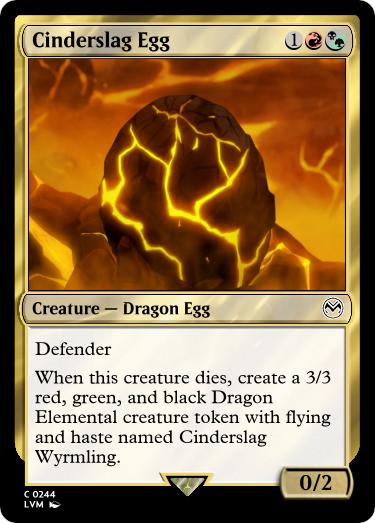 Cinderslag Egg 1
Creature — Dragon Egg
Defender
When this creature dies, create a 3/3
red, green, and black Dragon
Elemental creature token with flying
and haste named Cinderslag
Wyrmling.
0/2
C 0244
LVM